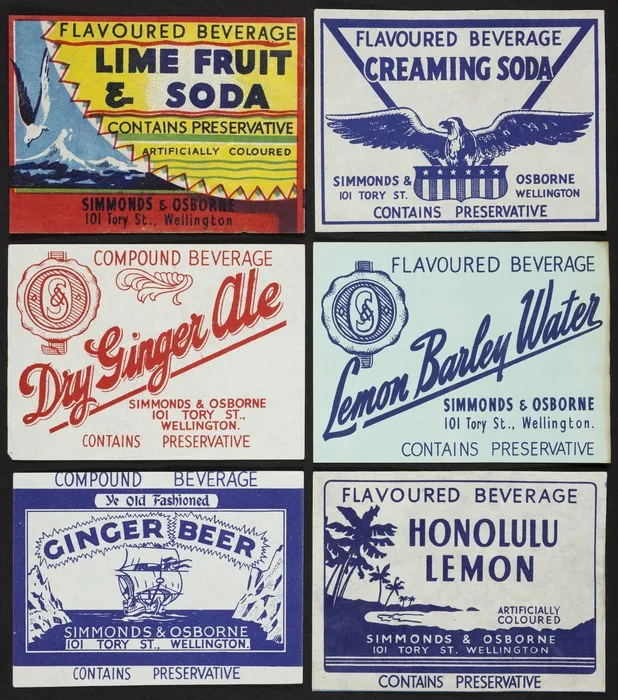 FLAVOURED BEVERAGE
LIME FRUIT
& SODA
CONTAINS PRESERVATIVE
ARTIFICIALLY COLOURED
SIMMONDS & OSBORNE
101 Tory St., Wellington.
FLAVOURED BEVERAGE
CREAMING SODA
SIMMONDS & OSBORNE
101 TORY ST. WELLINGTON
CONTAINS PRESERVATIVE
COMPOUND BEVERAGE
S&O
Dry Ginger Ale
SIMMONDS & OSBORNE
101 TORY ST.,
WELLINGTON.
CONTAINS PRESERVATIVE
FLAVOURED BEVERAGE
S&O
Lemon Barley Water
SIMMONDS & OSBORNE
101 Tory St., Wellington.
CONTAINS PRESERVATIVE
COMPOUND BEVERAGE
Ye Old Fashioned
GINGER BEER
SIMMONDS & OSBORNE
101 TORY ST., WELLINGTON.
CONTAINS PRESERVATIVE
FLAVOURED BEVERAGE
HONOLULU
LEMON
ARTIFICIALLY
COLOURED
SIMMONDS & OSBORNE
101 TORY ST. WELLINGTON
CONTAINS PRESERVATIVE